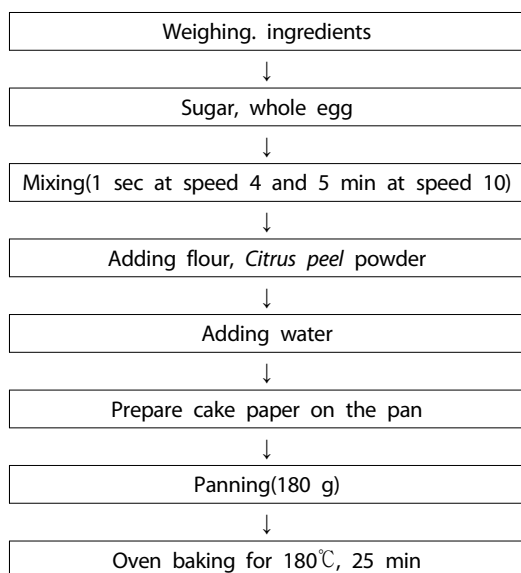 Weighing. ingredients
↓
Sugar, whole egg
↓
Mixing(1 sec at speed 4 and 5 min at speed 10)
↓
Adding flour, Citrus peel powder
↓
Adding water
↓
Prepare cake paper on the pan
↓
Panning(180 g)
↓
Oven baking for 180℃, 25 min